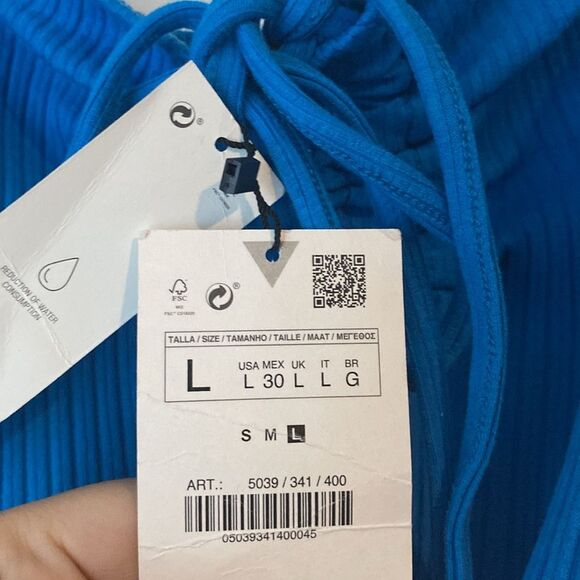 REDUCTION OF WATER
CONSUMPTION
FSC
MIX
TALLA / SIZE / TAMANHO / TAILLE / MAAT / ΜΕΓΕΘΟΣ
L
USA MEX UK IT BR
L 30 L L G
S M L
ART.: 5039 / 341 / 400
05039341400045